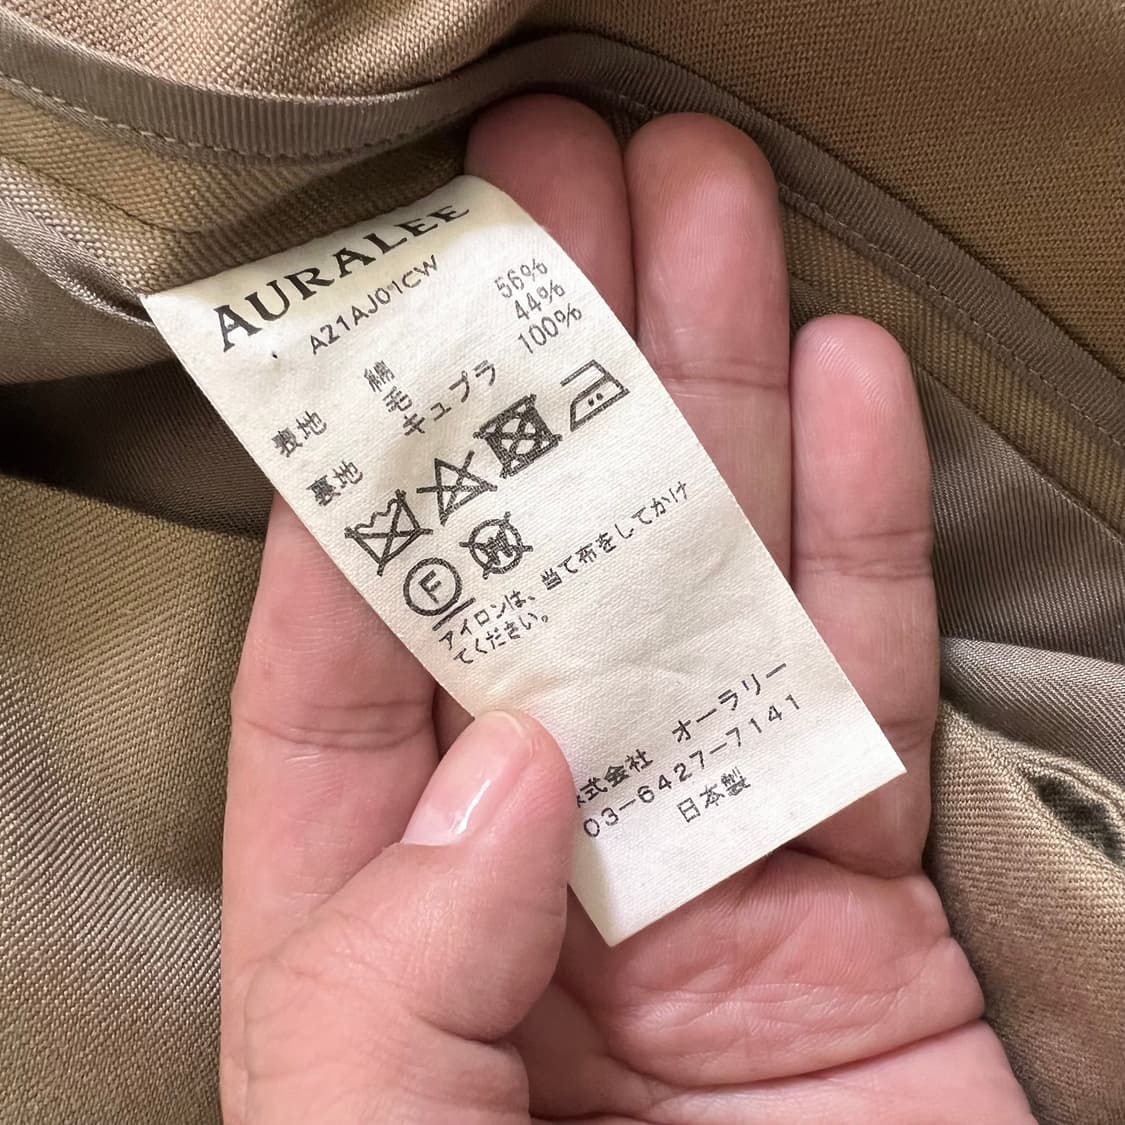 AURALEE
A21AJ01CW
表地 綿 56%
毛 44%
裏地 キュプラ 100%
F
アイロンは、当て布をしてかけ
てください。
式会社 オーラリー
03-6427-7141
日本製